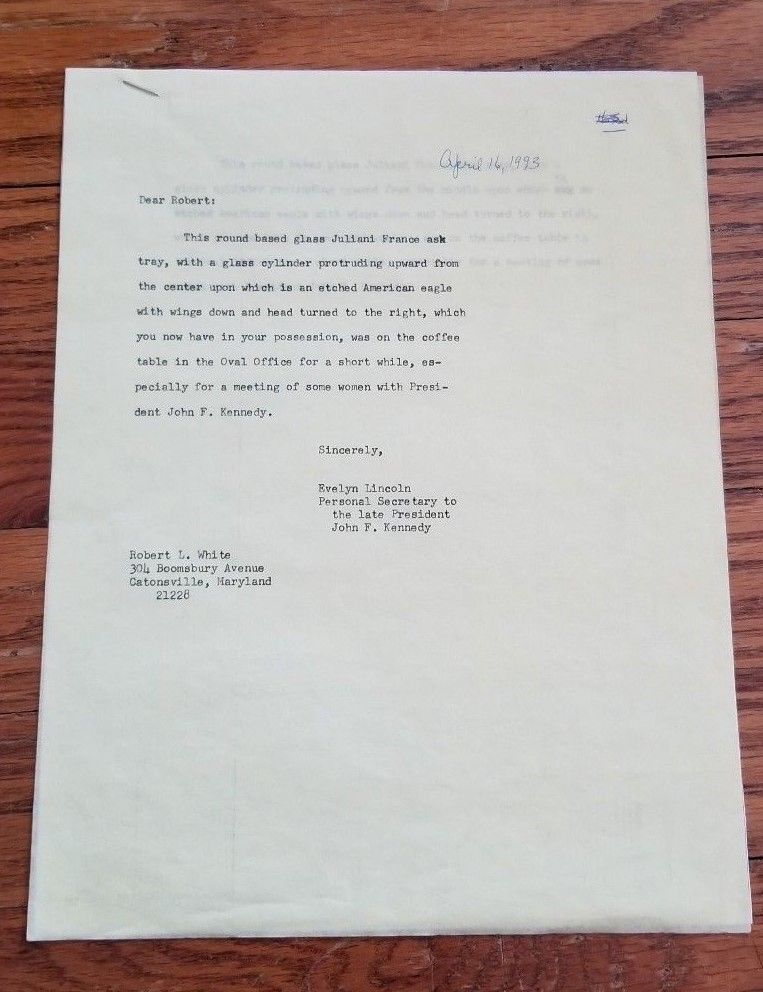 April 16, 1993
Dear Robert:
This round based glass Juliani France ask
tray, with a glass cylinder protruding upward from
the center upon which is an etched American eagle
with wings down and head turned to the right, which
you now have in your possession, was on the coffee
table in the Oval Office for a short while, es-
pecially for a meeting of some women with Presi-
dent John F. Kennedy.
Sincerely,
Evelyn Lincoln
Personal Secretary to
the late President
John F. Kennedy
Robert L. White
304 Boomsbury Avenue
Catonsville, Maryland
21228